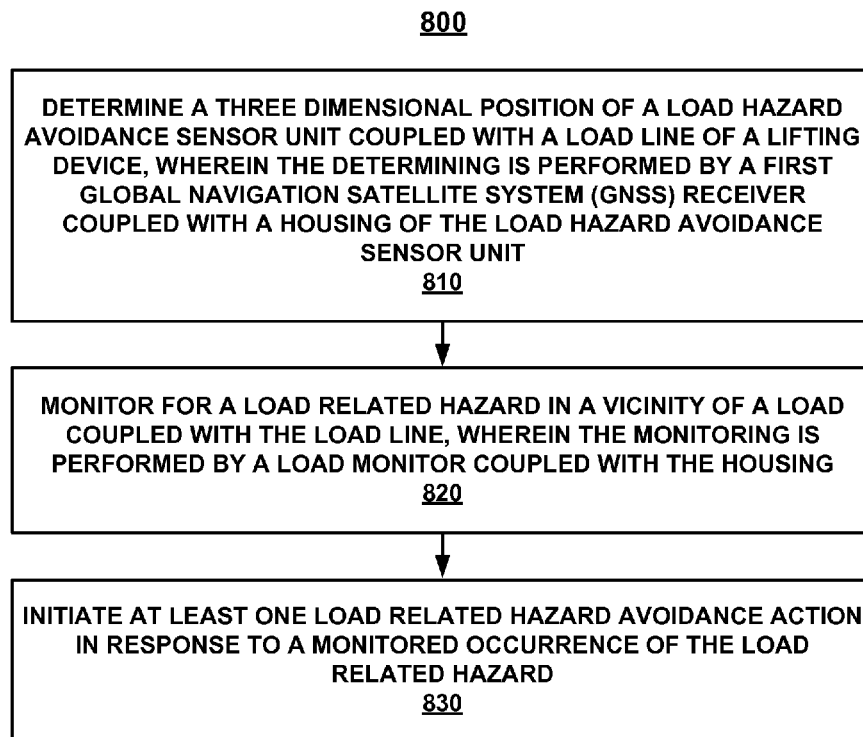 800
DETERMINE A THREE DIMENSIONAL POSITION OF A LOAD HAZARD
AVOIDANCE SENSOR UNIT COUPLED WITH A LOAD LINE OF A LIFTING
DEVICE, WHEREIN THE DETERMINING IS PERFORMED BY A FIRST
GLOBAL NAVIGATION SATELLITE SYSTEM (GNSS) RECEIVER
COUPLED WITH A HOUSING OF THE LOAD HAZARD AVOIDANCE
SENSOR UNIT
810
MONITOR FOR A LOAD RELATED HAZARD IN A VICINITY OF A LOAD
COUPLED WITH THE LOAD LINE, WHEREIN THE MONITORING IS
PERFORMED BY A LOAD MONITOR COUPLED WITH THE HOUSING
820
INITIATE AT LEAST ONE LOAD RELATED HAZARD AVOIDANCE ACTION
IN RESPONSE TO A MONITORED OCCURRENCE OF THE LOAD
RELATED HAZARD
830